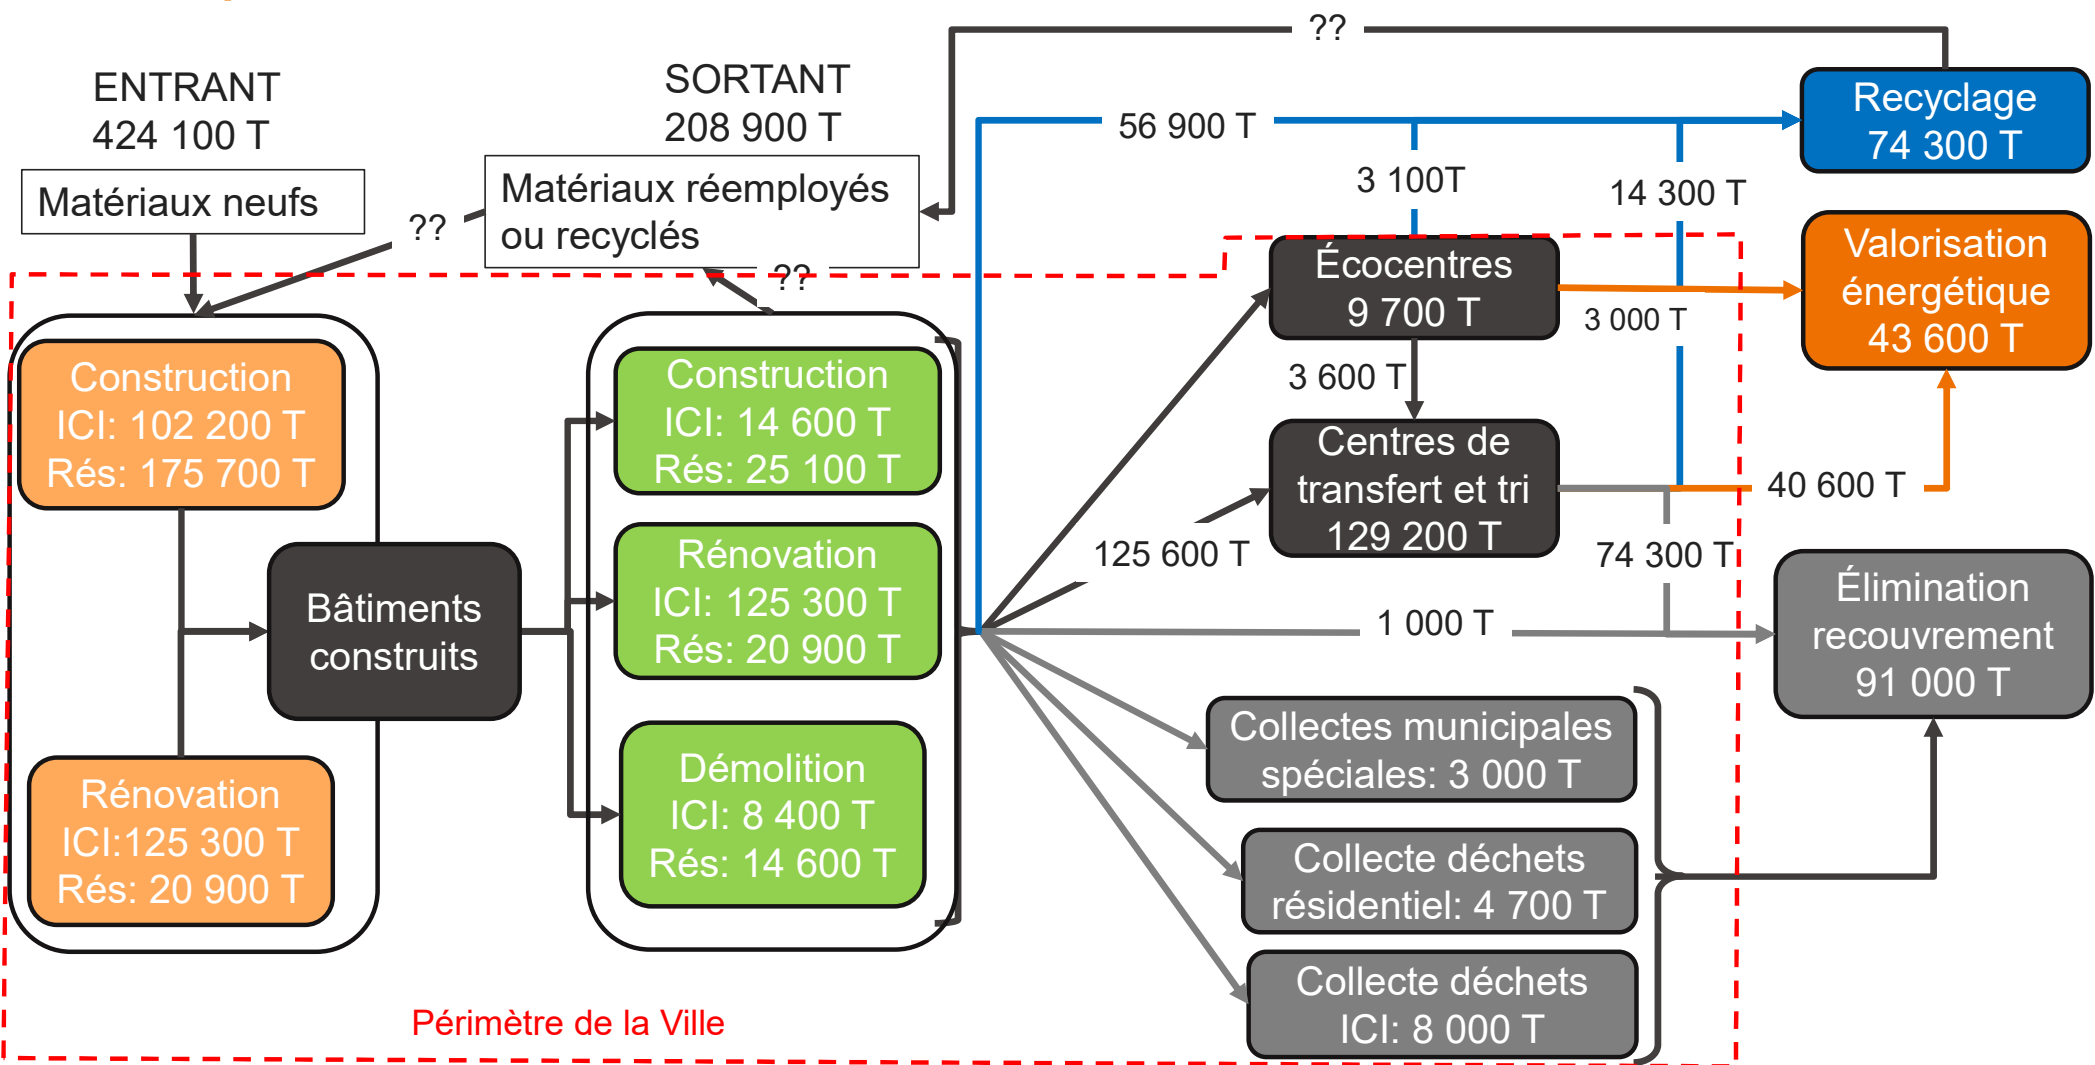 ??
ENTRANT
424 100 T
SORTANT
208 900 T
Matériaux neufs
??
Matériaux réemployés
ou recyclés
??
56 900 T
3 100T
14 300 T
Recyclage
74 300 T
Valorisation
énergétique
43 600 T
Écocentres
9 700 T
3 000 T
3 600 T
Construction
ICI: 102 200 T
Rés: 175 700 T
Construction
ICI: 14 600 T
Rés: 25 100 T
Centres de
transfert et tri
129 200 T
40 600 T
125 600 T
74 300 T
Rénovation
ICI: 125 300 T
Rés: 20 900 T
Bâtiments
construits
1 000 T
Élimination
recouvrement
91 000 T
Collectes municipales
spéciales: 3 000 T
Rénovation
ICI:125 300 T
Rés: 20 900 T
Démolition
ICI: 8 400 T
Rés: 14 600 T
Collecte déchets
résidentiel: 4 700 T
Collecte déchets
ICI: 8 000 T
Périmètre de la Ville